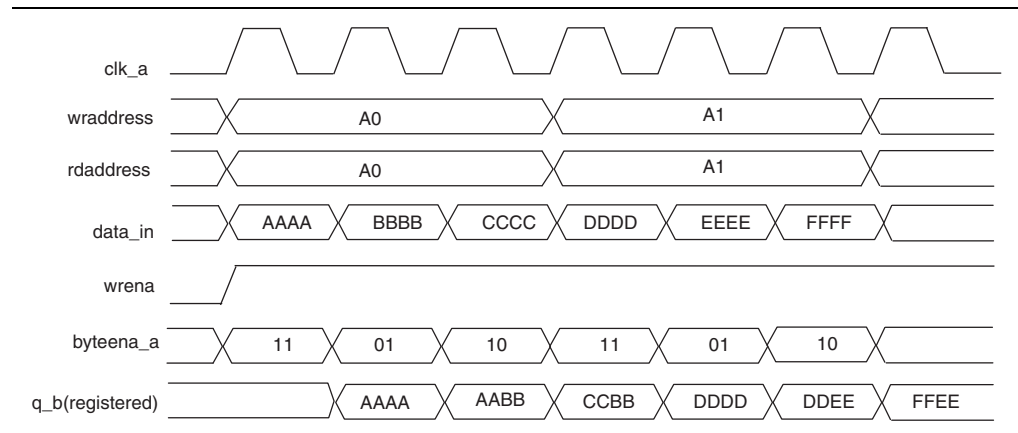 clk_a
wraddress A0 A1
rdaddress A0 A1
data_in AAAA BBBB CCCC DDDD EEEE FFFF
wrena
byteena_a 11 01 10 11 01 10
q_b(registered) AAAA AABB CCBB DDDD DDEE FFEE